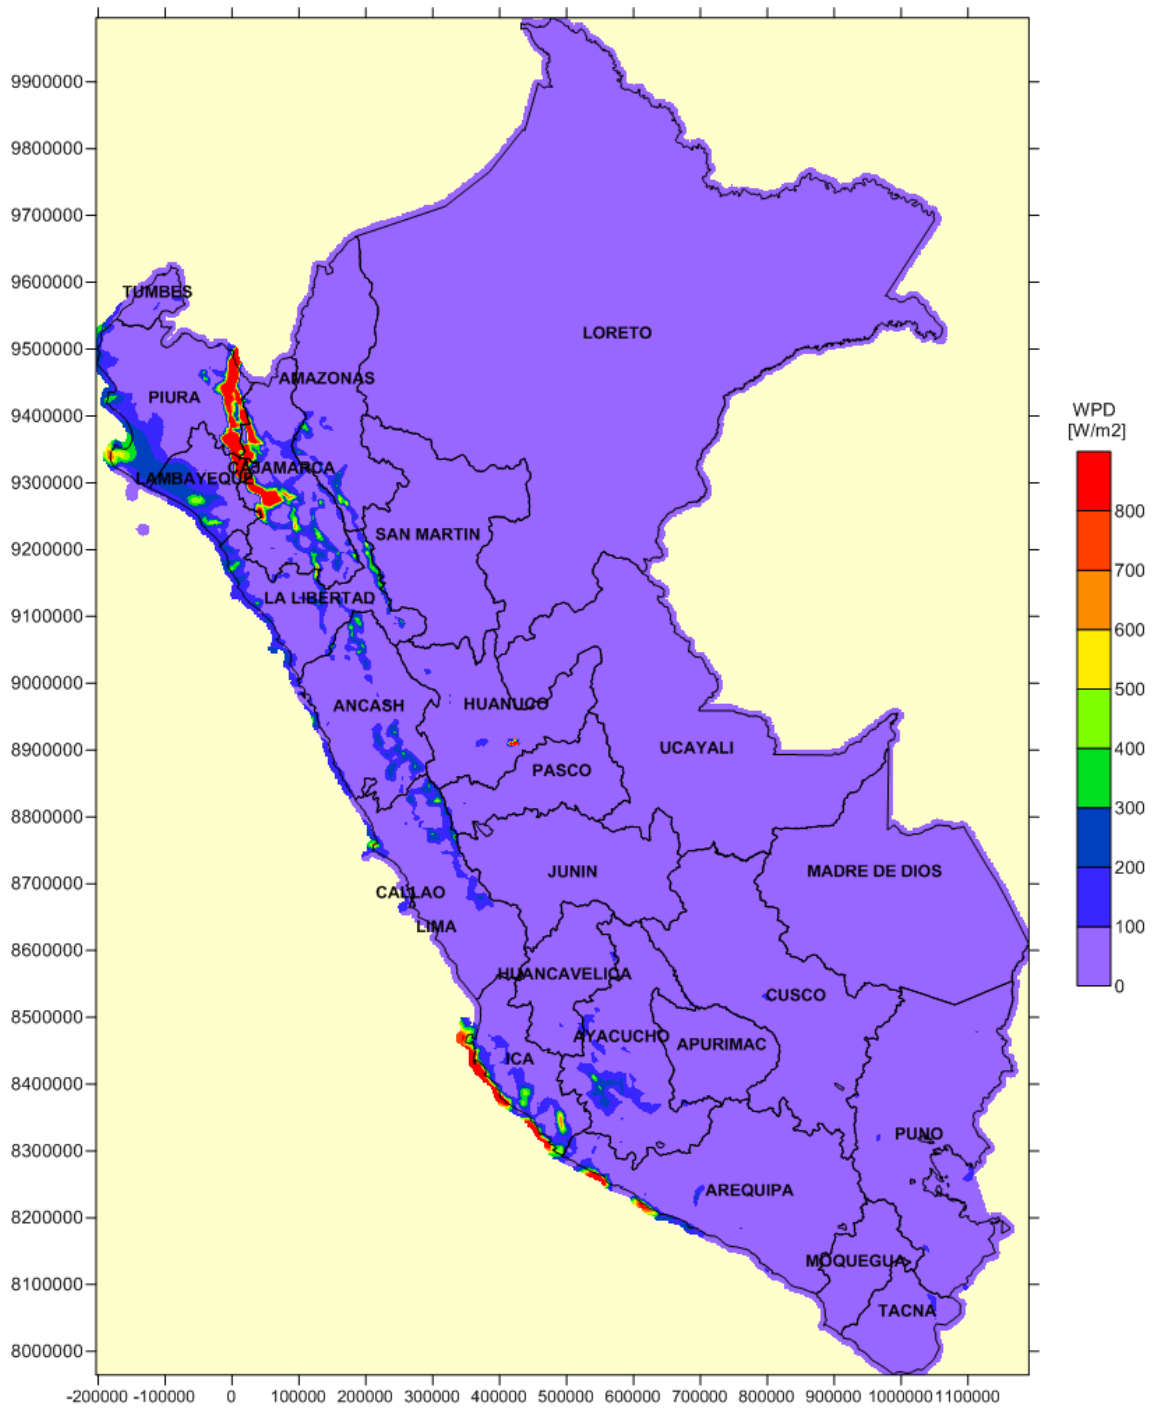 9900000
9800000
9700000
9600000
9500000
9400000
9300000
9200000
9100000
9000000
8900000
8800000
8700000
8600000
8500000
8400000
8300000
8200000
8100000
8000000
TUMBES
LORETO
AMAZONAS
PIURA
CAJAMARCA
LAMBAYEQUE
SAN MARTIN
LA LIBERTAD
ANCASH
HUANUCO
UCAYALI
PASCO
JUNIN
MADRE DE DIOS
CALLAO
LIMA
HUANCAVELICA
CUSCO
AYACUCHO
APURIMAC
ICA
PUNO
AREQUIPA
MOQUEGUA
TACNA
WPD
[W/m2]
800
700
600
500
400
300
200
100
0
-200000 -100000 0 100000 200000 300000 400000 500000 600000 700000 800000 900000 1000000 1100000